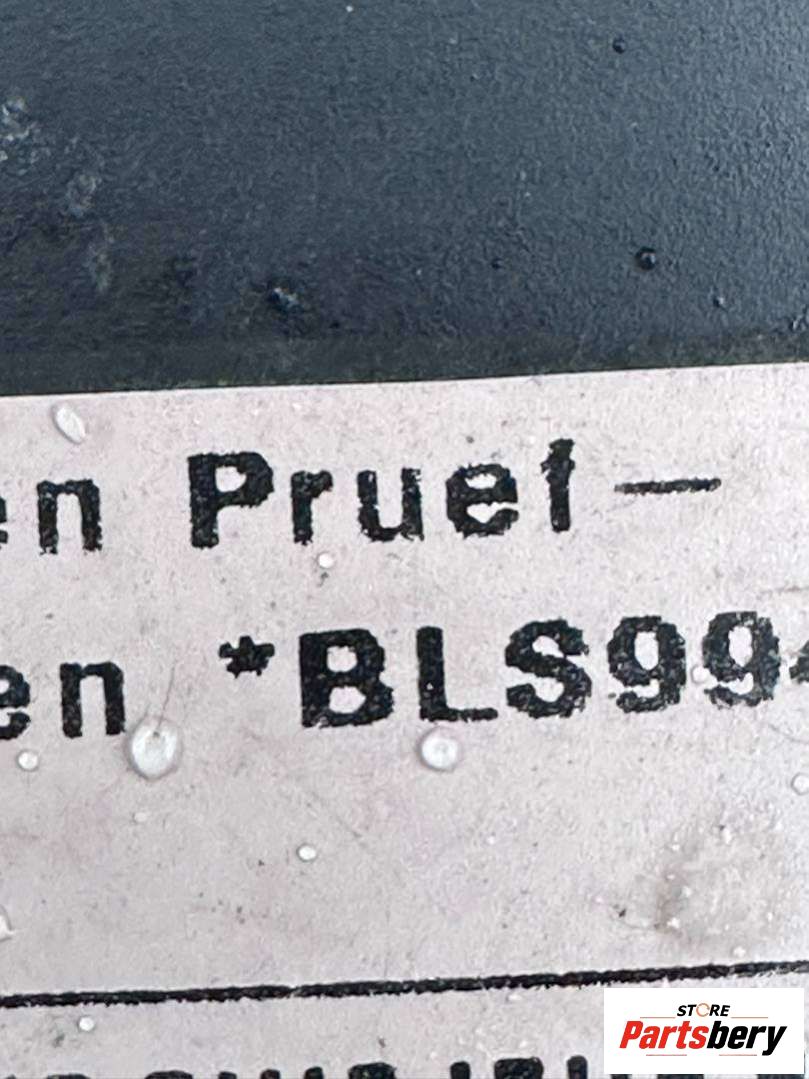 en Pruef–
en *BLS99
STORE
Partsbery